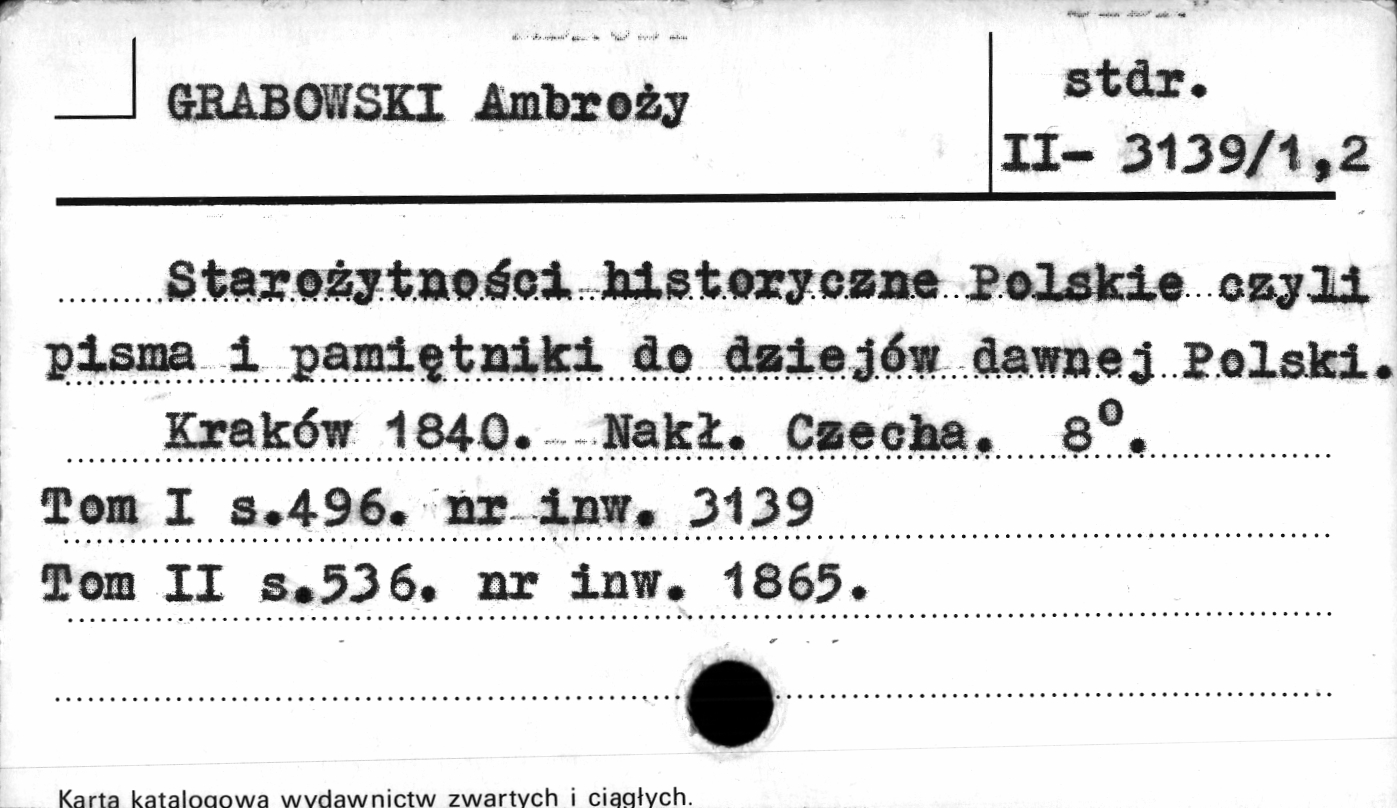 GRABOWSKI Ambroży
stdr.
II- 3139/1,2
Starożytności historyczne Polskie czyli
pisma i pamiętniki do dziejów dawnej Polski.
Kraków 1840. Nakł. Czecha. 8⁰.
Tom I s.496. nr inw. 3139
Tom II s.536. nr inw. 1865.
Karta katalogowa wydawnictw zwartych i ciągłych.